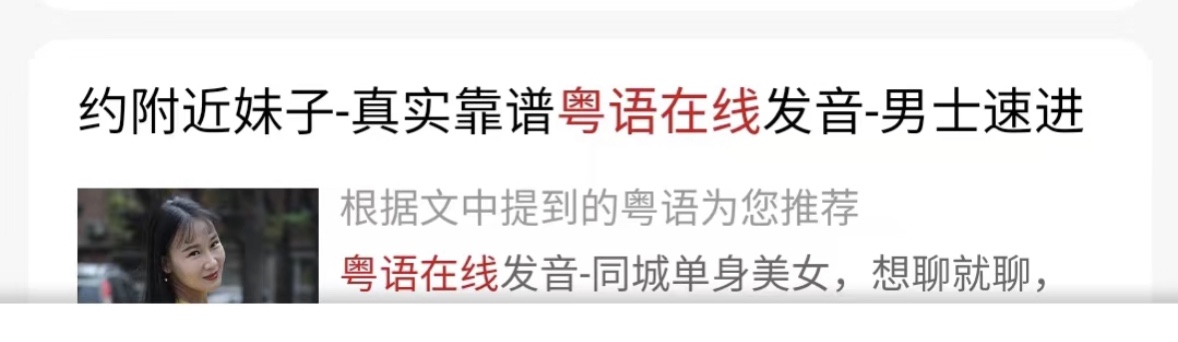 约附近妹子-真实靠谱粤语在线发音-男士速进
根据文中提到的粤语为您推荐
粤语在线发音-同城单身美女，想聊就聊，